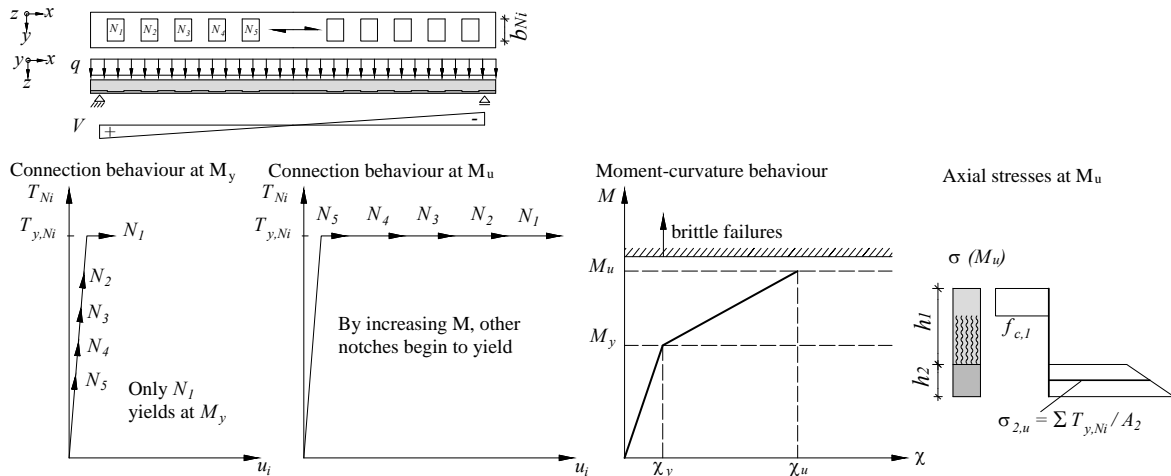 z x
y
N1 N2 N3 N4 N5
bNi
y x
z
q
V + -
Connection behaviour at My
TNi
Ty,Ni
N1
N2
N3
N4
N5
Only N1
yields at My
ui
Connection behaviour at Mu
TNi
Ty,Ni
N5 N4 N3 N2 N1
By increasing M, other
notches begin to yield
ui
Moment-curvature behaviour
M
brittle failures
Mu
My
χy χu χ
Axial stresses at Mu
σ (Mu)
h1
h2
fc,1
σ2,u = ∑ Ty,Ni / A2